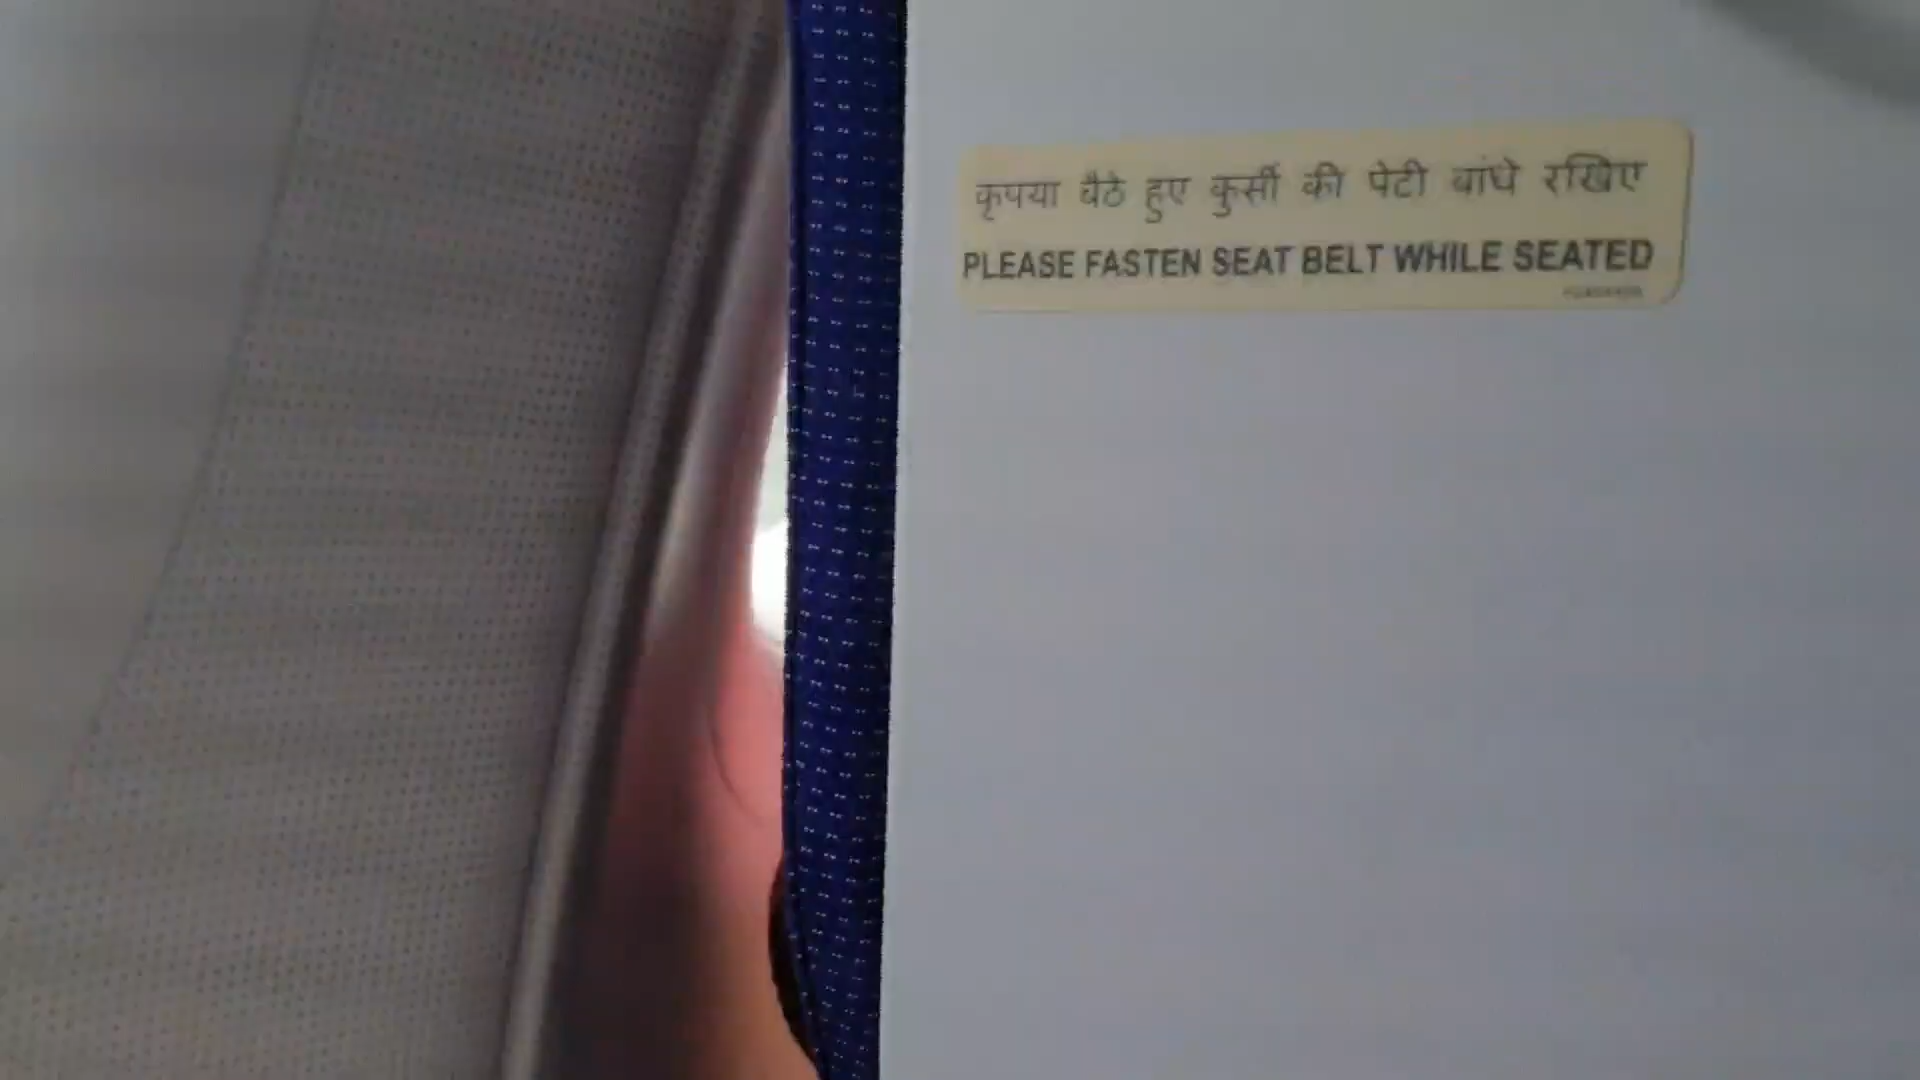 कृपया बैठे हुए कुर्सी की पेटी बांधे रखिए
PLEASE FASTEN SEAT BELT WHILE SEATED